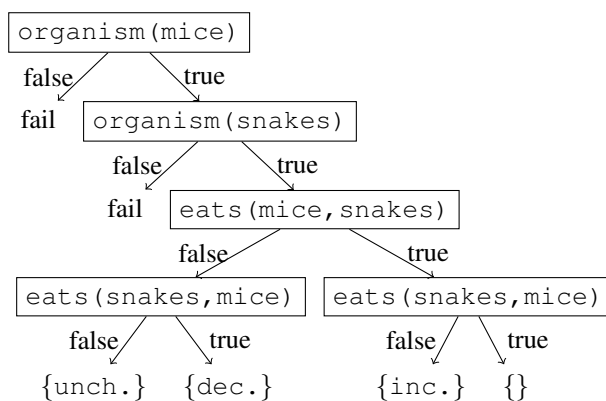 organism(mice)
false true
fail organism(snakes)
false true
fail eats(mice,snakes)
false true
eats(snakes,mice) eats(snakes,mice)
false true false true
{unch.} {dec.} {inc.} {}